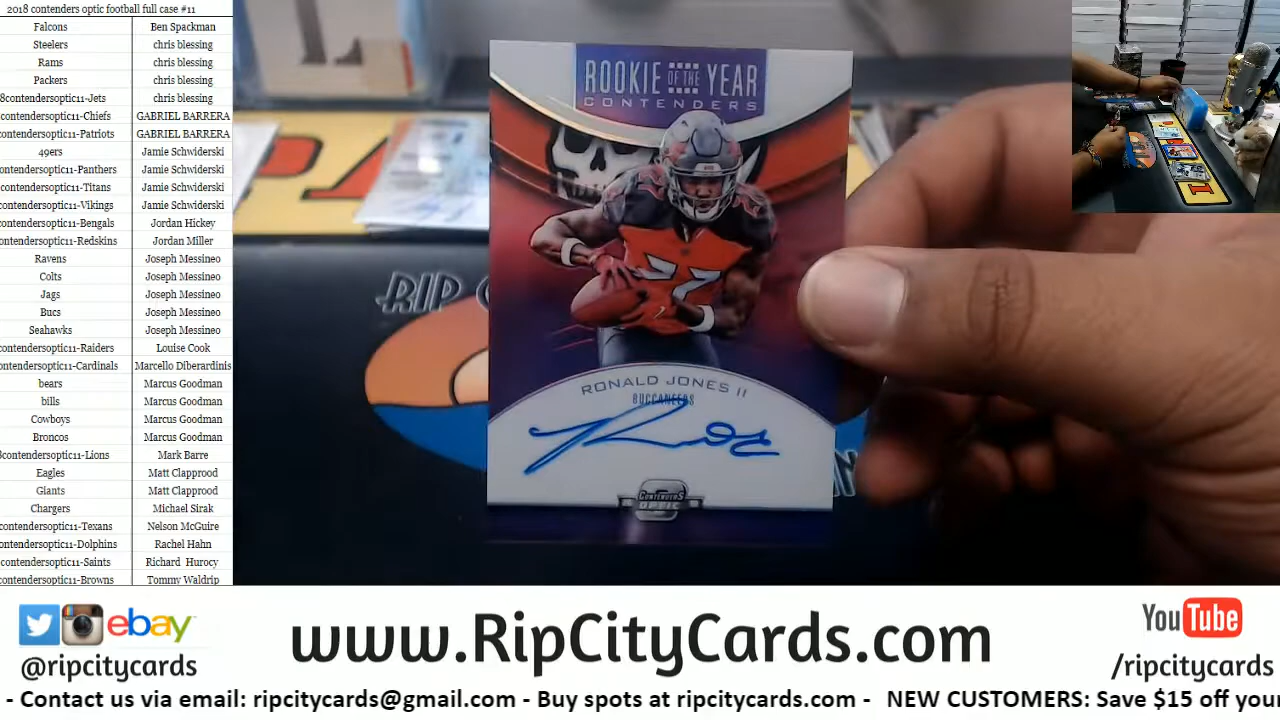 2018 contenders optic football full case #11
Falcons Ben Spackman
Steelers chris blessing
Rams chris blessing
Packers chris blessing
8contendersoptic11-Jets chris blessing
contendersoptic11-Chiefs GABRIEL BARRERA
ontendersoptic11-Patriots GABRIEL BARRERA
49ers Jamie Schwiderski
ontendersoptic11-Panthers Jamie Schwiderski
contendersoptic11-Titans Jamie Schwiderski
ontendersoptic11-Vikings Jamie Schwiderski
contendersoptic11-Bengals Jordan Hickey
ontendersoptic11-Redskins Jordan Miller
Ravens Joseph Messineo
Colts Joseph Messineo
Jags Joseph Messineo
Bucs Joseph Messineo
Seahawks Joseph Messineo
contendersoptic11-Raiders Louise Cook
ontendersoptic11-Cardinals Marcello Diberardinis
bears Marcus Goodman
bills Marcus Goodman
Cowboys Marcus Goodman
Broncos Marcus Goodman
8contendersoptic11-Lions Mark Barre
Eagles Matt Clapprood
Giants Matt Clapprood
Chargers Michael Sirak
contendersoptic11-Texans Nelson McGuire
ontendersoptic11-Dolphins Rachel Hahn
contendersoptic11-Saints Richard Hurocy
ontendersoptic11-Browns Tommy Waldrip
ROOKIE OF THE YEAR
CONTENDERS
RONALD JONES II
BUCCANEERS
CONTENDERS
OPTIC
RIP
ebay
@ripcitycards
www.RipCityCards.com
YouTube
/ripcitycards
- Contact us via email: ripcitycards@gmail.com - Buy spots at ripcitycards.com - NEW CUSTOMERS: Save $15 off your